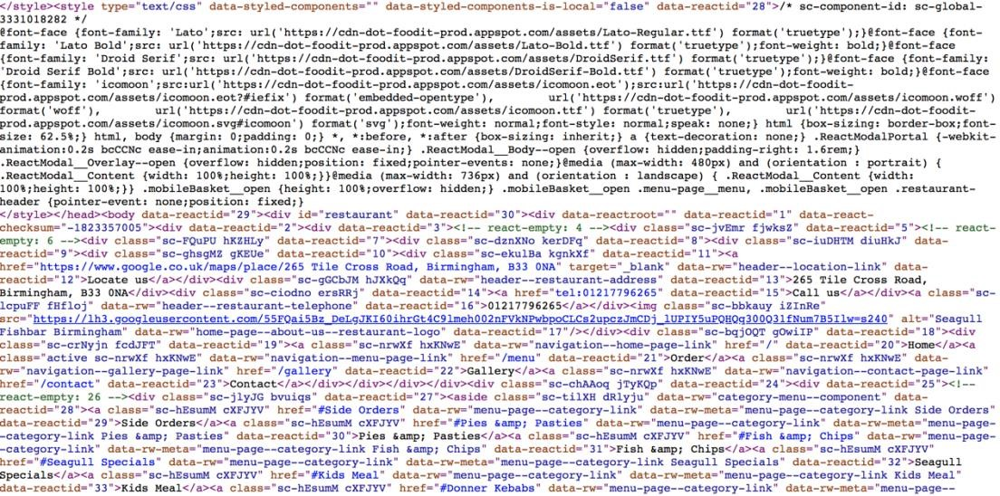 </style><style type="text/css" data-styled-components="" data-styled-components-is-local="false" data-reactid="28">/* sc-component-id: sc-global-
3331018282 */
@font-face {font-family: 'Lato';src: url('https://cdn-dot-foodit-prod.appspot.com/assets/Lato-Regular.ttf') format('truetype');}@font-face {font-
family: 'Lato Bold';src: url('https://cdn-dot-foodit-prod.appspot.com/assets/Lato-Bold.ttf') format('truetype');font-weight: bold;}@font-face
{font-family: 'Droid Serif';src: url('https://cdn-dot-foodit-prod.appspot.com/assets/DroidSerif.ttf') format('truetype');}@font-face {font-family:
'Droid Serif Bold';src: url('https://cdn-dot-foodit-prod.appspot.com/assets/DroidSerif-Bold.ttf') format('truetype');font-weight: bold;}@font-face
{font-family: 'icomoon';src:url('https://cdn-dot-foodit-prod.appspot.com/assets/icomoon.eot');src:url('https://cdn-dot-foodit-
prod.appspot.com/assets/icomoon.eot?#iefix') format('embedded-opentype'), url('https://cdn-dot-foodit-prod.appspot.com/assets/icomoon.woff')
format('woff'), url('https://cdn-dot-foodit-prod.appspot.com/assets/icomoon.ttf') format('truetype'), url('https://cdn-dot-foodit-
prod.appspot.com/assets/icomoon.svg#icomoon') format('svg');font-weight: normal;font-style: normal;speak: none;} html {box-sizing: border-box;font-
size: 62.5%;} html, body {margin: 0;padding: 0;} *, *:before, *:after {box-sizing: inherit;} a {text-decoration: none;} .ReactModalPortal {-webkit-
animation:0.2s bcCCNc ease-in;animation:0.2s bcCCNc ease-in;} .ReactModal__Body--open {overflow: hidden;padding-right: 1.6rem;}
.ReactModal__Overlay--open {overflow: hidden;position: fixed;pointer-events: none;}@media (max-width: 480px) and (orientation : portrait) {
.ReactModal__Content {width: 100%;height: 100%;}}@media (max-width: 736px) and (orientation : landscape) { .ReactModal__Content {width:
100%;height: 100%;}} .mobileBasket__open {height: 100%;overflow: hidden;} .mobileBasket__open .menu-page__menu, .mobileBasket__open .restaurant-
header {pointer-event: none;position: fixed;}
</style></head><body data-reactid="29"><div id="restaurant" data-reactid="30"><div data-reactroot="" data-reactid="1" data-react-
checksum="-1823357005"><div data-reactid="2"><div data-reactid="3"><!-- react-empty: 4 --><div class="sc-jvEmr fjwksZ" data-reactid="5"><!-- react-
empty: 6 --><div class="sc-FQuPU hKZHLy" data-reactid="7"><div class="sc-dznXNo kerDFq" data-reactid="8"><div class="sc-iuDHTM diuHkJ" data-
reactid="9"><div class="sc-ghsgMZ gKEUe" data-reactid="10"><div class="sc-ekulBa kgnkXf" data-reactid="11"><a
href="https://www.google.co.uk/maps/place/265 Tile Cross Road, Birmingham, B33 0NA" target="_blank" data-rw="header--location-link" data-
reactid="12">Locate us</a><div class="sc-gGCbJM hJXkQq" data-rw="header--restaurant-address" data-reactid="13">265 Tile Cross Road,
Birmingham, B33 0NA</div><div class="sc-ciodno ersRRj" data-reactid="14"><a href="tel:01217796265" data-reactid="15">Call us</a><div class="sc-
lcpuFF fHfloj" data-rw="header--restaurant-telephone" data-reactid="16">01217796265</div><img class="sc-bbkauy iZInRe"
src="https://lh3.googleusercontent.com/55FQai5Bz_DeLgJKI60ihrGt4C9lmeh002nFVkNPwbpoCLCs2upczJmCDj_lUPIY5uPQHQq300Q31fNum7B5Ilw=s240" alt="Seagull
Fishbar Birmingham" data-rw="home-page--about-us--restaurant-logo" data-reactid="17"/></div><div class="sc-bqjOQT gOwiIP" data-reactid="18"><div
class="sc-crNyjn fcdJFT" data-reactid="19"><a class="sc-nrwXf hxKNwE" data-rw="navigation--home-page-link" href="/" data-reactid="20">Home</a><a
class="active sc-nrwXf hxKNwE" data-rw="navigation--menu-page-link" href="/menu" data-reactid="21">Order</a><a class="sc-nrwXf hxKNwE" data-
rw="navigation--gallery-page-link" href="/gallery" data-reactid="22">Gallery</a><a class="sc-nrwXf hxKNwE" data-rw="navigation--contact-page-link"
href="/contact" data-reactid="23">Contact</a></div></div></div></div><div class="sc-chAAoq jTyKQp" data-reactid="24"><div data-reactid="25"><!--
react-empty: 26 --><div class="sc-jlyJG bvuiqs" data-reactid="27"><aside class="sc-tilXH dRlyju" data-rw="category-menu--component" data-
reactid="28"><a class="sc-hEsumM cXFJYV" href="#Side Orders" data-rw="menu-page--category-link" data-rw-meta="menu-page--category-link Side Orders"
data-reactid="29">Side Orders</a><a class="sc-hEsumM cXFJYV" href="#Pies &amp; Pasties" data-rw="menu-page--category-link" data-rw-meta="menu-page-
-category-link Pies &amp; Pasties" data-reactid="30">Pies &amp; Pasties</a><a class="sc-hEsumM cXFJYV" href="#Fish &amp; Chips" data-rw="menu-page-
-category-link" data-rw-meta="menu-page--category-link Fish &amp; Chips" data-reactid="31">Fish &amp; Chips</a><a class="sc-hEsumM cXFJYV"
href="#Seagull Specials" data-rw="menu-page--category-link" data-rw-meta="menu-page--category-link Seagull Specials" data-reactid="32">Seagull
Specials</a><a class="sc-hEsumM cXFJYV" href="#Kids Meal" data-rw="menu-page--category-link" data-rw-meta="menu-page--category-link Kids Meal"
data-reactid="33">Kids Meal</a><a class="sc-hEsumM cXFJYV" href="#Donner Kebabs" data-rw="menu-page--category-link" data-rw-meta="menu-page--